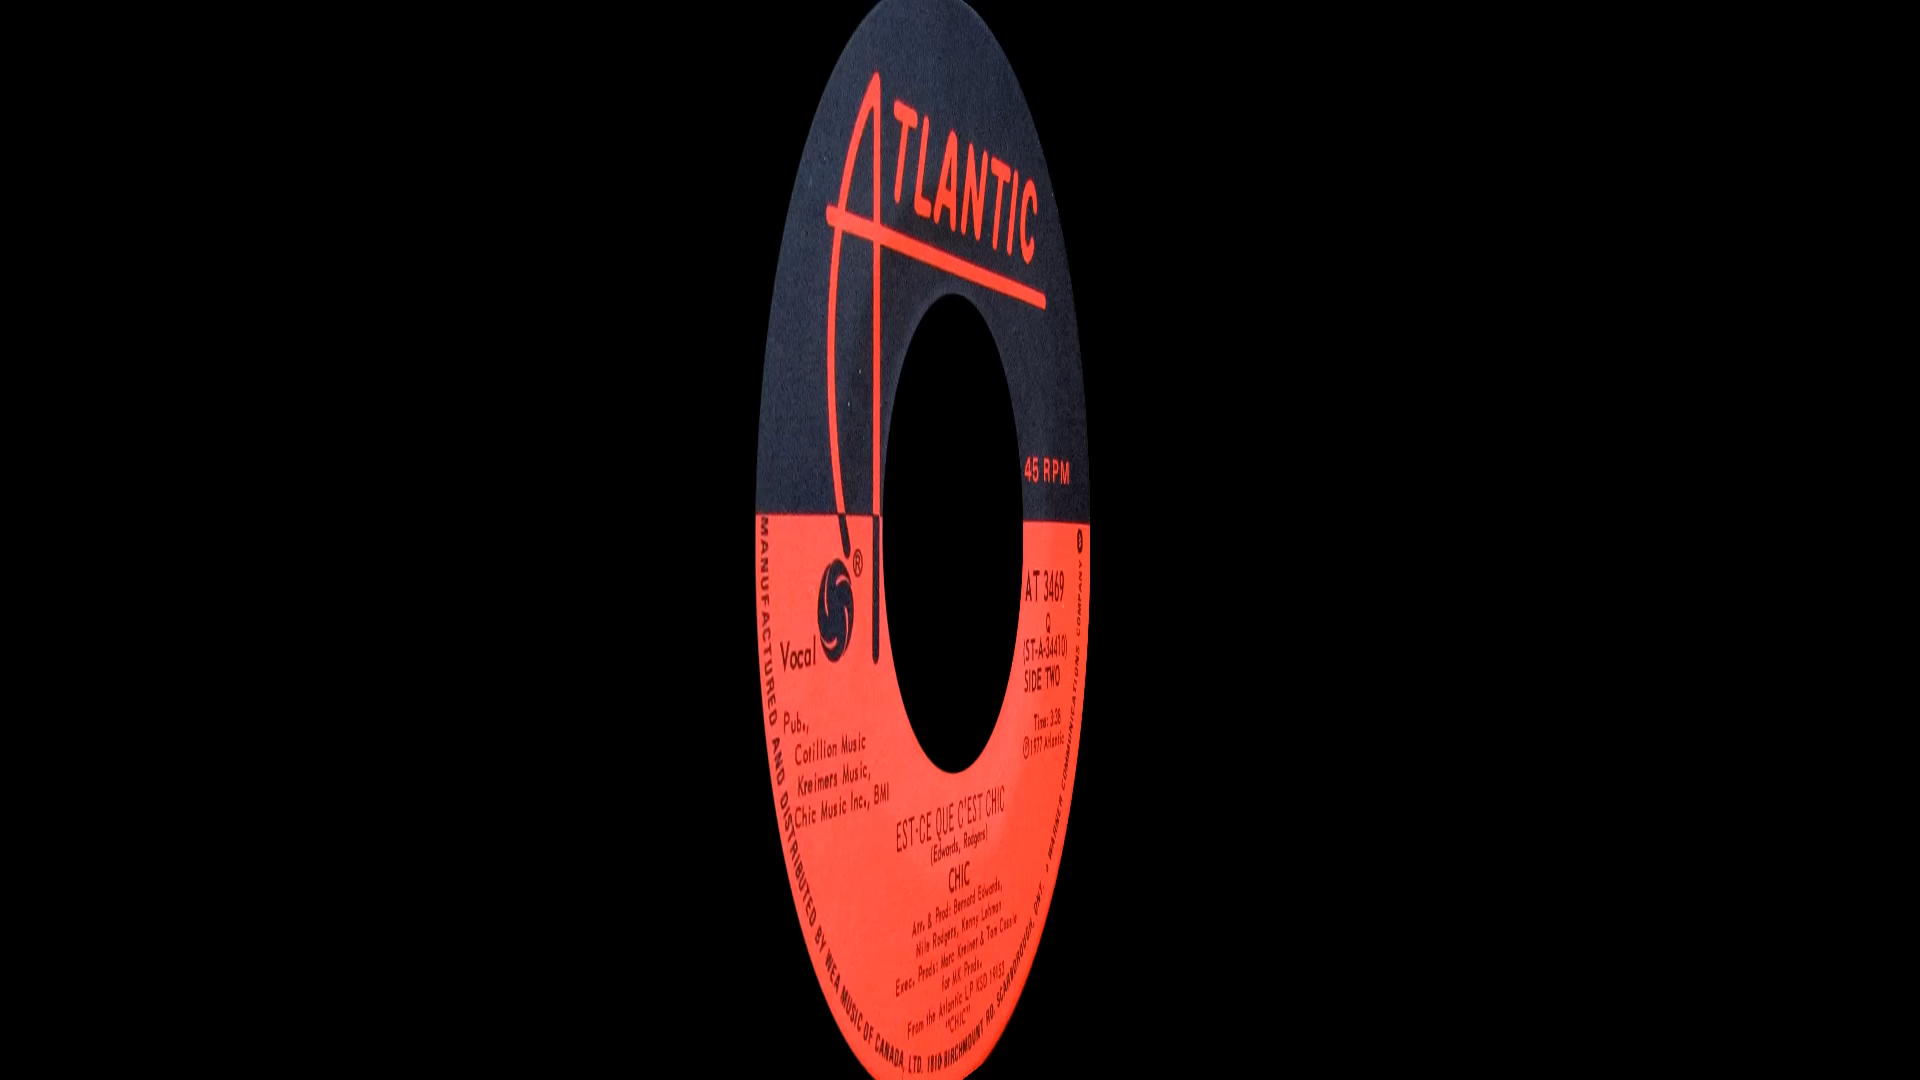 ATLANTIC
45 RPM
®
Vocal
AT 3469
Q
(ST-A-34410)
SIDE TWO
Time: 3:38
Ⓟ1977 Atlantic
Pub.,
Cotillion Music
Kreimers Music,
Chic Music Inc., BMI
EST-CE QUE C'EST CHIC
(Edwards, Rodgers)
CHIC
Arr. & Prod: Bernard Edwards,
Nile Rodgers, Kenny Lehman
Exec. Prods: Marc Kreiner & Tom Cossie
for MK Prods.
From the Atlantic LP KSD 19153
"CHIC"
MANUFACTURED AND DISTRIBUTED BY WEA MUSIC OF CANADA, LTD. 1810 BIRCHMOUNT RD. SCARBOROUGH, ONT. A WARNER COMMUNICATIONS COMPANY